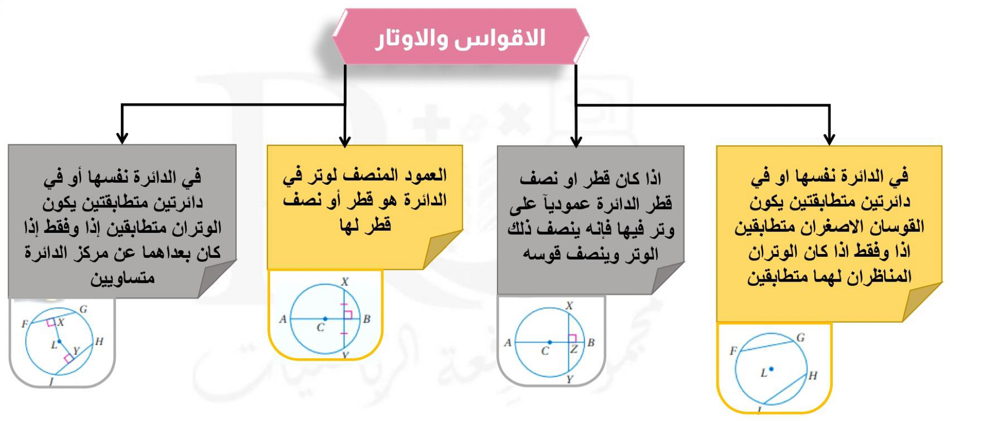 الاقواس والاوتار
في الدائرة نفسها او في
دائرتين متطابقتين يكون
القوسان الاصغران متطابقين
اذا وفقط اذا كان الوتران
المناظران لهما متطابقين
G
F
L
H
J
اذا كان قطر او نصف
قطر الدائرة عمودياً على
وتر فيها فإنه ينصف ذلك
الوتر وينصف قوسه
X
A
C
Z
B
Y
العمود المنصف لوتر في
الدائرة هو قطر أو نصف
قطر لها
X
A
C
B
Y
في الدائرة نفسها أو في
دائرتين متطابقتين يكون
الوتران متطابقين إذا وفقط إذا
كان بعداهما عن مركز الدائرة
متساويين
G
F
X
L
Y
H
J